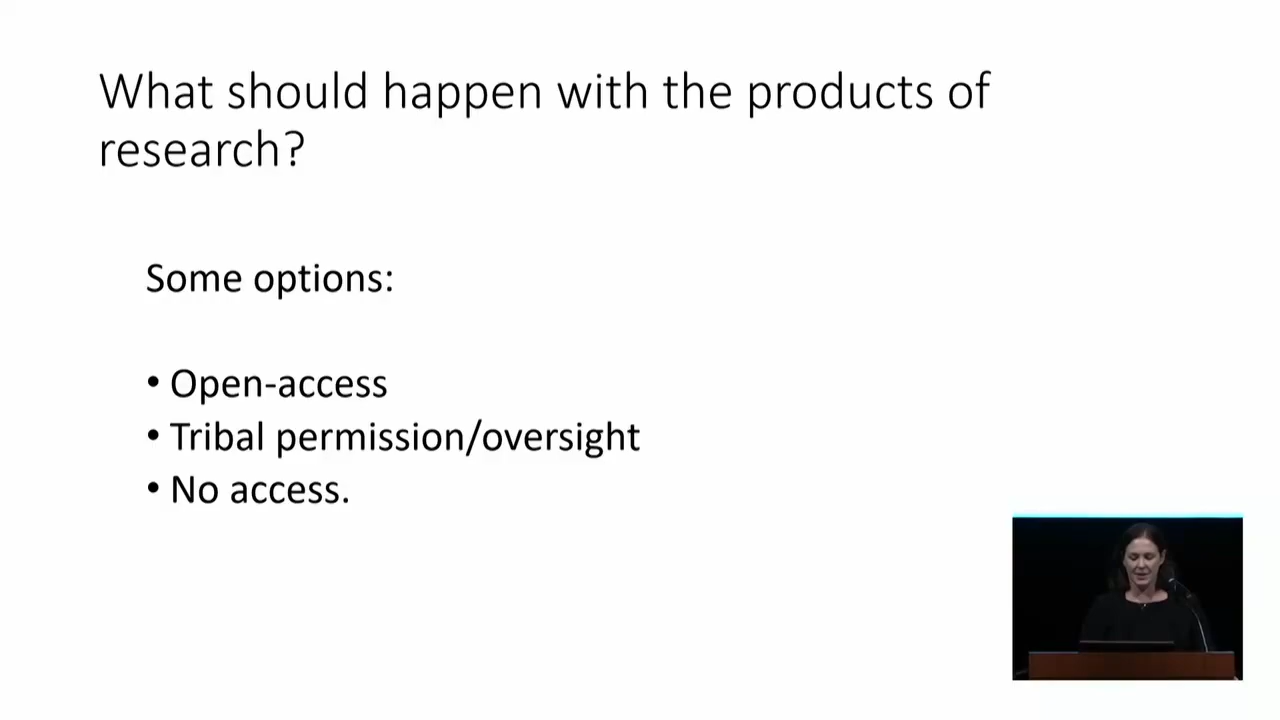 What should happen with the products of
research?
Some options:
• Open-access
• Tribal permission/oversight
• No access.